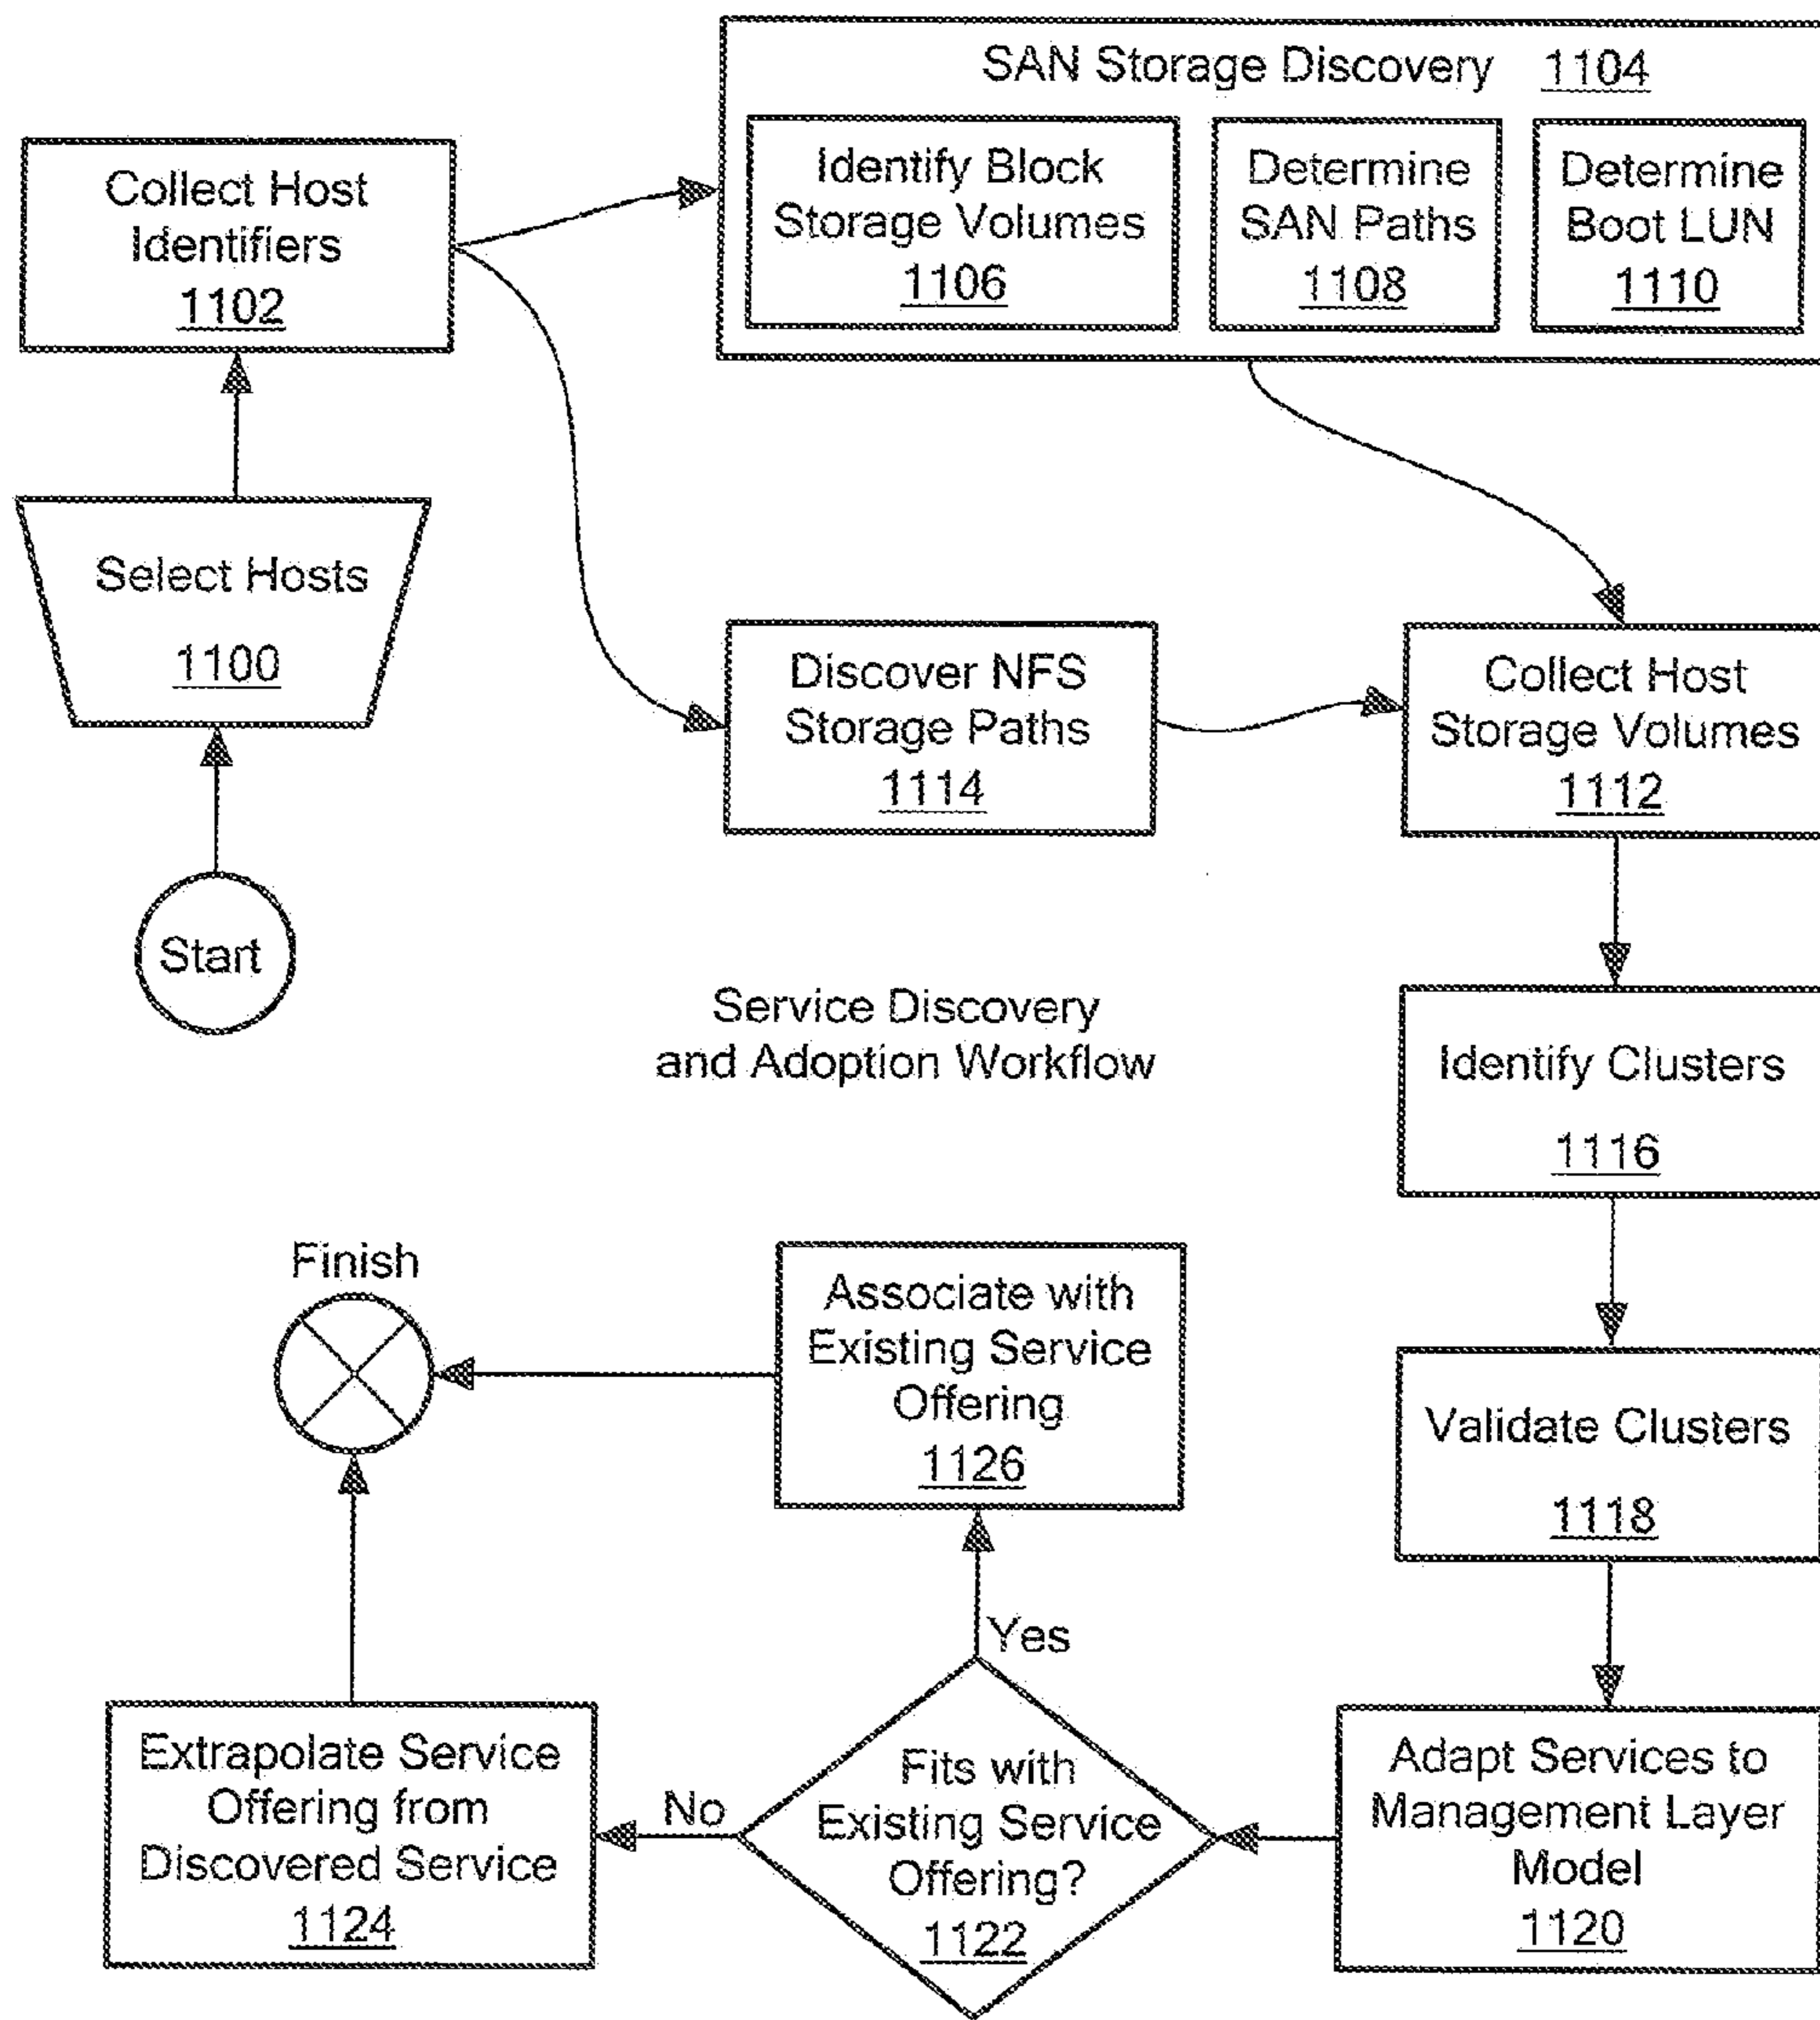 SAN Storage Discovery 1104
Identify Block
Storage Volumes
1106
Determine
SAN Paths
1108
Determine
Boot LUN
1110
Collect Host
Identifiers
1102
Select Hosts
1100
Start
Discover NFS
Storage Paths
1114
Collect Host
Storage Volumes
1112
Service Discovery
and Adoption Workflow
Identify Clusters
1116
Validate Clusters
1118
Adapt Services to
Management Layer
Model
1120
Fits with
Existing Service
Offering?
1122
Yes
No
Associate with
Existing Service
Offering
1126
Extrapolate Service
Offering from
Discovered Service
1124
Finish